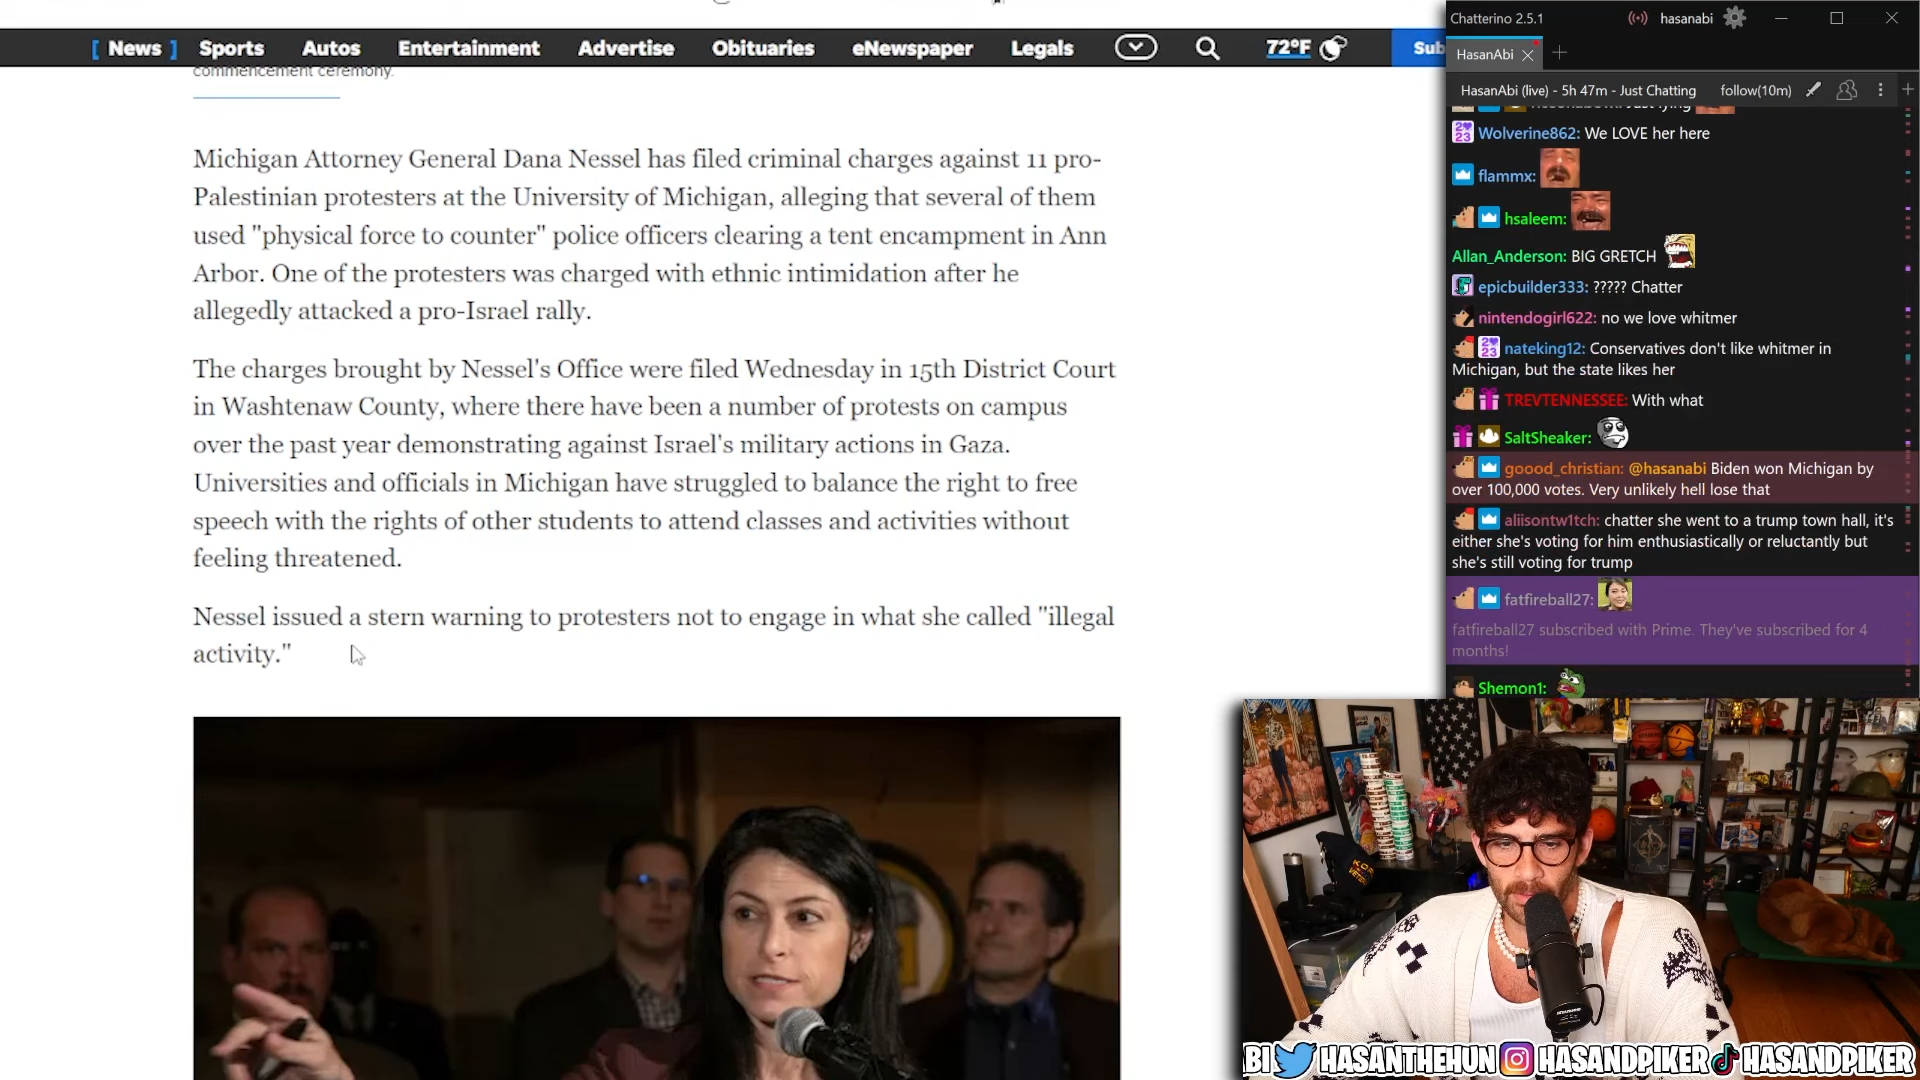 [ News ] Sports Autos Entertainment Advertise Obituaries eNewspaper Legals 72°F Sub
commencement ceremony.
Michigan Attorney General Dana Nessel has filed criminal charges against 11 pro-
Palestinian protesters at the University of Michigan, alleging that several of them
used "physical force to counter" police officers clearing a tent encampment in Ann
Arbor. One of the protesters was charged with ethnic intimidation after he
allegedly attacked a pro-Israel rally.
The charges brought by Nessel's Office were filed Wednesday in 15th District Court
in Washtenaw County, where there have been a number of protests on campus
over the past year demonstrating against Israel's military actions in Gaza.
Universities and officials in Michigan have struggled to balance the right to free
speech with the rights of other students to attend classes and activities without
feeling threatened.
Nessel issued a stern warning to protesters not to engage in what she called "illegal
activity."
Chatterino 2.5.1 hasanabi
HasanAbi
HasanAbi (live) - 5h 47m - Just Chatting follow(10m)
Wolverine862: We LOVE her here
flammx:
hsaleem:
Allan_Anderson: BIG GRETCH
epicbuilder333: ????? Chatter
nintendogirl622: no we love whitmer
nateking12: Conservatives don't like whitmer in
Michigan, but the state likes her
TREVTENNESSEE: With what
SaltSheaker:
goood_christian: @hasanabi Biden won Michigan by
over 100,000 votes. Very unlikely hell lose that
aliisontw1tch: chatter she went to a trump town hall, it's
either she's voting for him enthusiastically or reluctantly but
she's still voting for trump
fatfireball27:
fatfireball27 subscribed with Prime. They've subscribed for 4
months!
Shemon1:
BI HASANTHEHUN HASANDPIKER HASANDPIKER